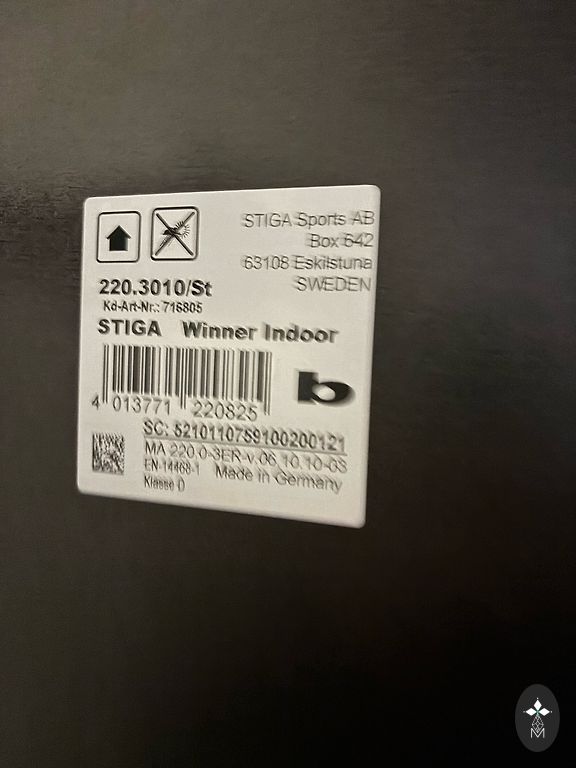 STIGA Sports AB
Box 642
63108 Eskilstuna
SWEDEN
220.3010/St
Kd-Art-Nr.: 716805
STIGA Winner Indoor
b
4 013771 220825
SC: 5210110759100200121
MA 220.0-3ER-v.06 10.10-03
EN-14468-1 Made in Germany
Klasse D
M